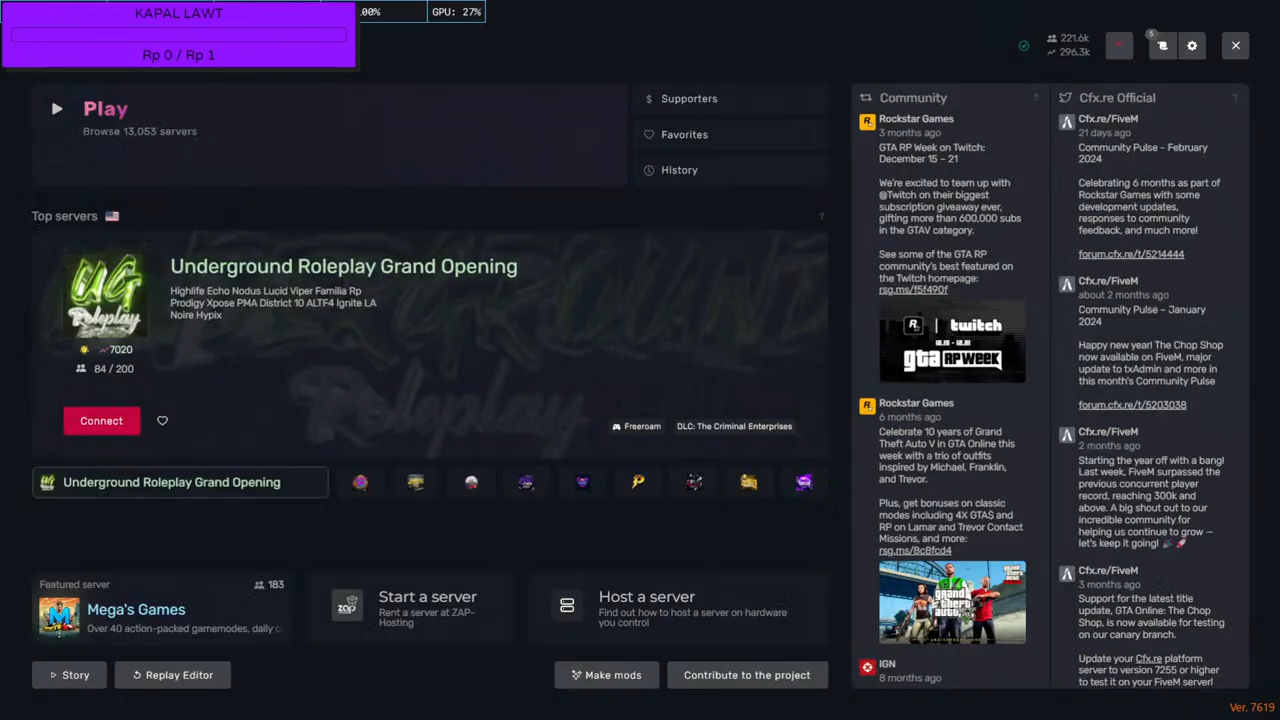 KAPAL LAWT
Rp 0 / Rp 1
.00%
GPU: 27%
221.6k
296.3k
5
Play
Browse 13,053 servers
Supporters
Favorites
History
Top servers
?
UG
Roleplay
Underground Roleplay Grand Opening
Highlife Echo Nodus Lucid Viper Familia Rp
Prodigy Xpose PMA District 10 ALTF4 Ignite LA
Noire Hypix
7020
84 / 200
Connect
Freeroam
DLC: The Criminal Enterprises
Underground Roleplay Grand Opening
Featured server
183
Mega's Games
Over 40 action-packed gamemodes, daily c
ZAP
Start a server
Rent a server at ZAP-
Hosting
Host a server
Find out how to host a server on hardware
you control
Story
Replay Editor
Make mods
Contribute to the project
Community
?
Rockstar Games
3 months ago
GTA RP Week on Twitch:
December 15 – 21
We're excited to team up with
@Twitch on their biggest
subscription giveaway ever,
gifting more than 600,000 subs
in the GTAV category.
See some of the GTA RP
community's best featured on
the Twitch homepage:
rsg.ms/f5f490f
R | twitch
12.15 - 12.21
gta RP WEEK
Rockstar Games
6 months ago
Celebrate 10 years of Grand
Theft Auto V in GTA Online this
week with a trio of outfits
inspired by Michael, Franklin,
and Trevor.
Plus, get bonuses on classic
modes including 4X GTA$ and
RP on Lamar and Trevor Contact
Missions, and more:
rsg.ms/8c8fcd4
grand
theft
auto
IGN
8 months ago
Cfx.re Official
?
Cfx.re/FiveM
21 days ago
Community Pulse – February
2024
Celebrating 6 months as part of
Rockstar Games with some
development updates,
responses to community
feedback, and much more!
forum.cfx.re/t/5214444
Cfx.re/FiveM
about 2 months ago
Community Pulse – January
2024
Happy new year! The Chop Shop
now available on FiveM, major
update to txAdmin and more in
this month's Community Pulse
forum.cfx.re/t/5203038
Cfx.re/FiveM
2 months ago
Starting the year off with a bang!
Last week, FiveM surpassed the
previous concurrent player
record, reaching 300k and
above. A big shout out to our
incredible community for
helping us continue to grow —
let's keep it going! 🎉 🚀
Cfx.re/FiveM
3 months ago
Support for the latest title
update, GTA Online: The Chop
Shop, is now available for testing
on our canary branch.
Update your Cfx.re platform
server to version 7255 or higher
to test it on your FiveM server!
Ver. 7619